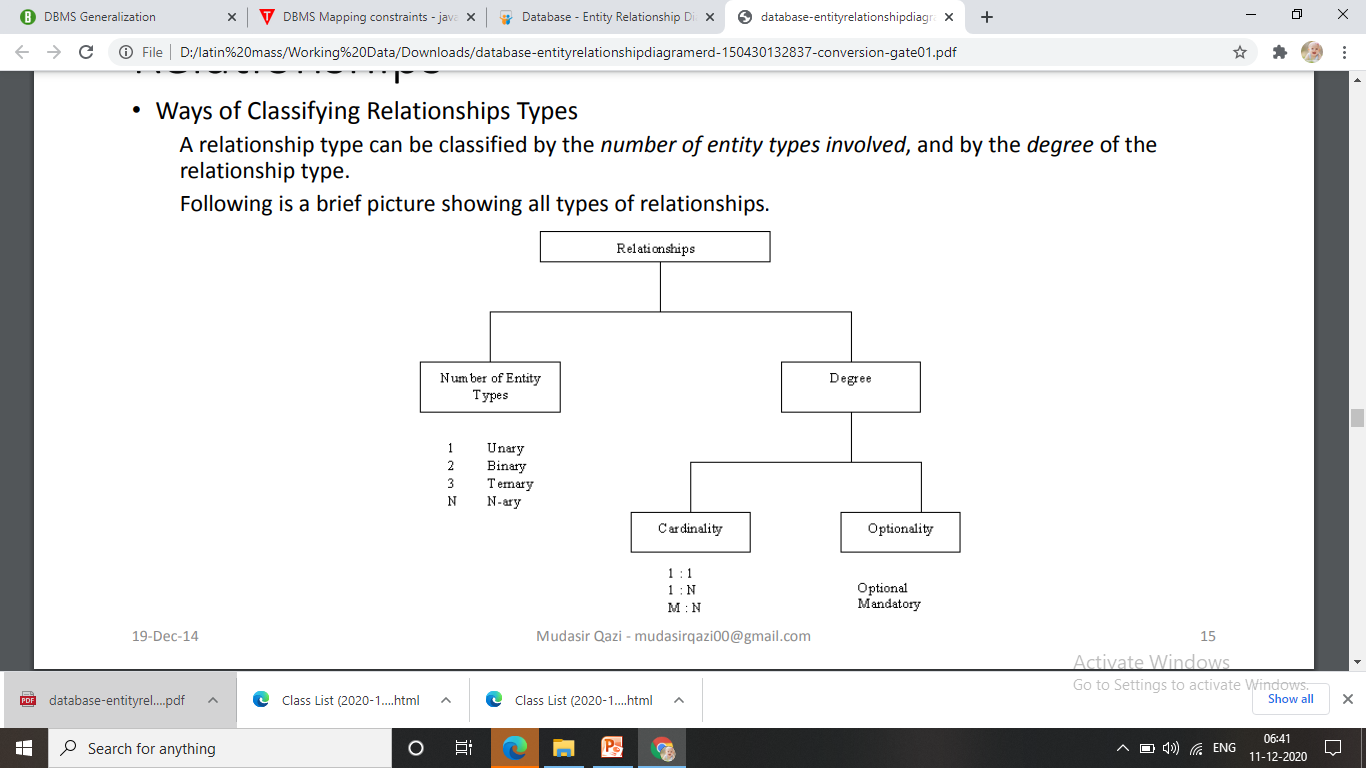 DBMS Generalization
DBMS Mapping constraints - java
Database - Entity Relationship Di
database-entityrelationshipdiagra
File
D:/latin%20mass/Working%20Data/Downloads/database-entityrelationshipdiagramerd-150430132837-conversion-gate01.pdf
• Ways of Classifying Relationships Types
A relationship type can be classified by the number of entity types involved, and by the degree of the
relationship type.
Following is a brief picture showing all types of relationships.
Relationships
Number of Entity
Types
Degree
1 Unary
2 Binary
3 Ternary
N N-ary
Cardinality
Optionality
1 : 1
1 : N
M : N
Optional
Mandatory
19-Dec-14
Mudasir Qazi - mudasirqazi00@gmail.com
15
Activate Windows
Go to Settings to activate Windows.
PDF
database-entityrel....pdf
Class List (2020-1....html
Class List (2020-1....html
Show all
Search for anything
ENG
06:41
11-12-2020